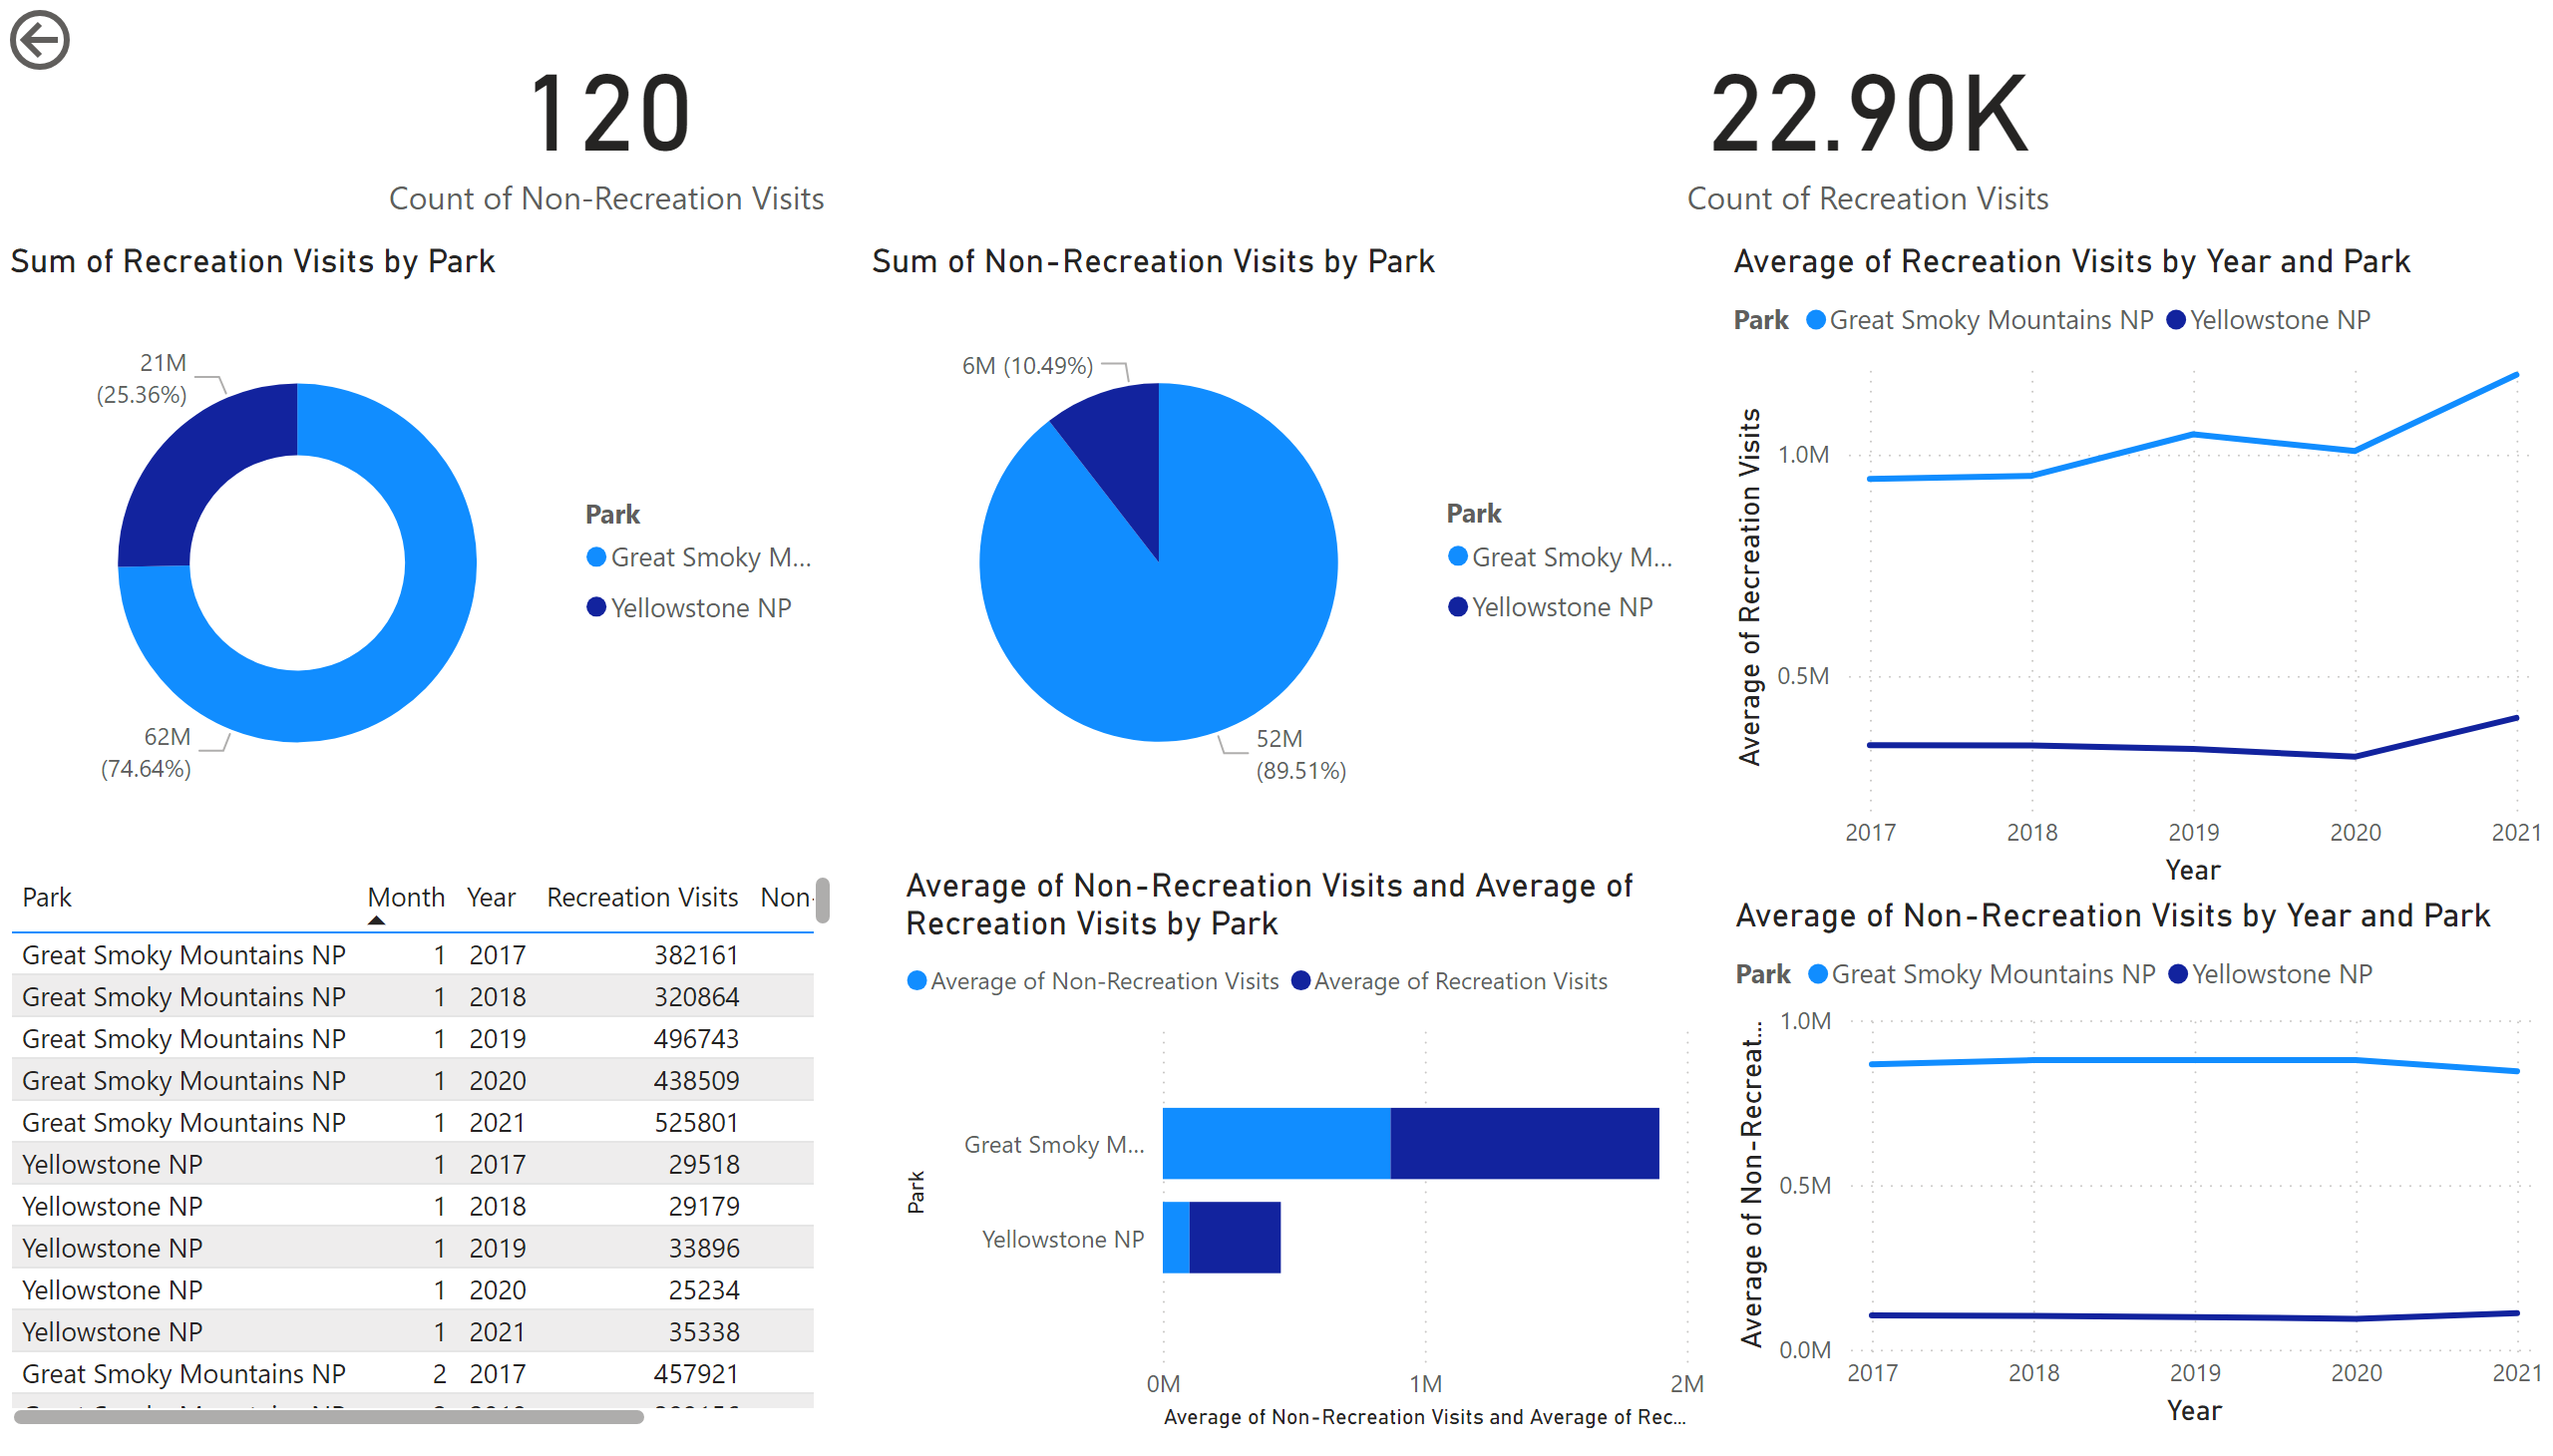 120
Count of Non-Recreation Visits
22.90K
Count of Recreation Visits
Sum of Recreation Visits by Park
21M
(25.36%)
62M
(74.64%)
Park
Great Smoky M...
Yellowstone NP
Sum of Non-Recreation Visits by Park
6M (10.49%)
52M
(89.51%)
Park
Great Smoky M...
Yellowstone NP
Average of Recreation Visits by Year and Park
Park Great Smoky Mountains NP Yellowstone NP
Average of Recreation Visits
1.0M
0.5M
2017 2018 2019 2020 2021
Year
Park Month Year Recreation Visits Non-
Great Smoky Mountains NP 1 2017 382161
Great Smoky Mountains NP 1 2018 320864
Great Smoky Mountains NP 1 2019 496743
Great Smoky Mountains NP 1 2020 438509
Great Smoky Mountains NP 1 2021 525801
Yellowstone NP 1 2017 29518
Yellowstone NP 1 2018 29179
Yellowstone NP 1 2019 33896
Yellowstone NP 1 2020 25234
Yellowstone NP 1 2021 35338
Great Smoky Mountains NP 2 2017 457921
Average of Non-Recreation Visits and Average of
Recreation Visits by Park
Average of Non-Recreation Visits Average of Recreation Visits
Park
Great Smoky M...
Yellowstone NP
0M 1M 2M
Average of Non-Recreation Visits and Average of Rec...
Average of Non-Recreation Visits by Year and Park
Park Great Smoky Mountains NP Yellowstone NP
Average of Non-Recreat...
1.0M
0.5M
0.0M
2017 2018 2019 2020 2021
Year